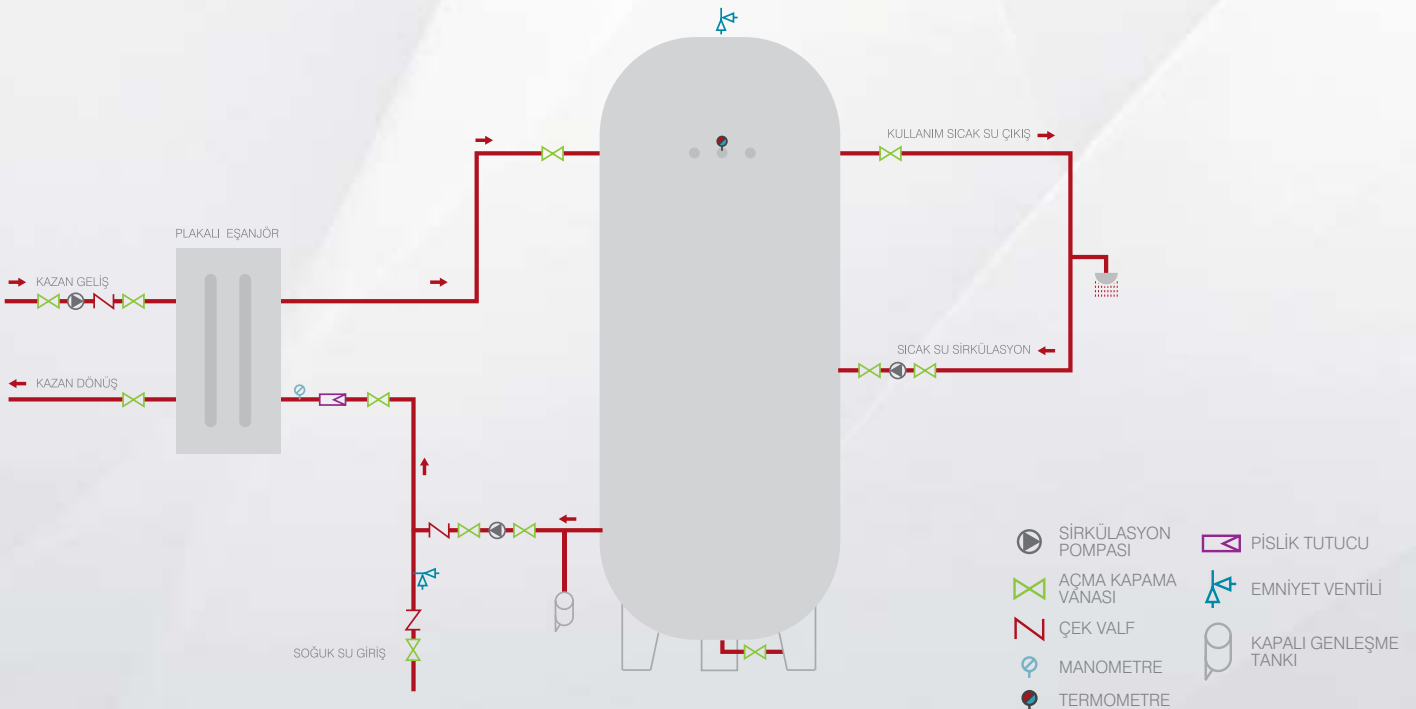 KULLANIM SICAK SU ÇIKIŞ
PLAKALI EŞANJÖR
KAZAN GELİŞ
SICAK SU SİRKÜLASYON
KAZAN DÖNÜŞ
SOĞUK SU GİRİŞ
SİRKÜLASYON
POMPASI
AÇMA KAPAMA
VANASI
ÇEK VALF
MANOMETRE
TERMOMETRE
PİSLİK TUTUCU
EMNİYET VENTİLİ
KAPALI GENLEŞME
TANKI